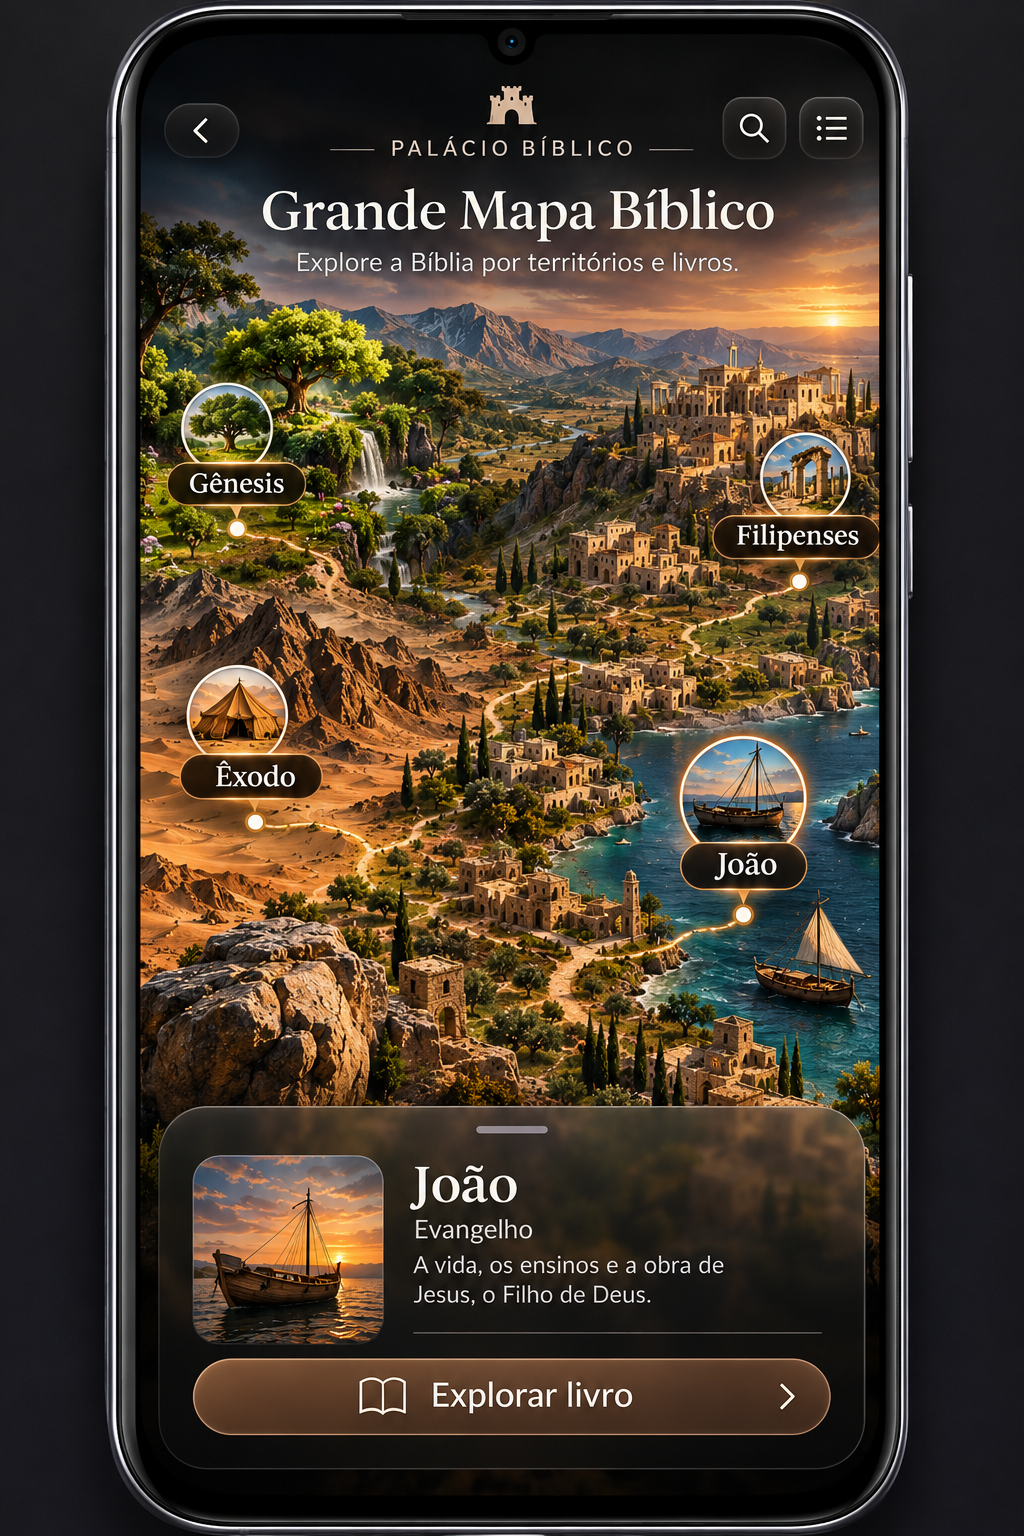 PALÁCIO BÍBLICO
Grande Mapa Bíblico
Explore a Bíblia por territórios e livros.
Gênesis
Filipenses
Êxodo
João
João
Evangelho
A vida, os ensinos e a obra de
Jesus, o Filho de Deus.
Explorar livro